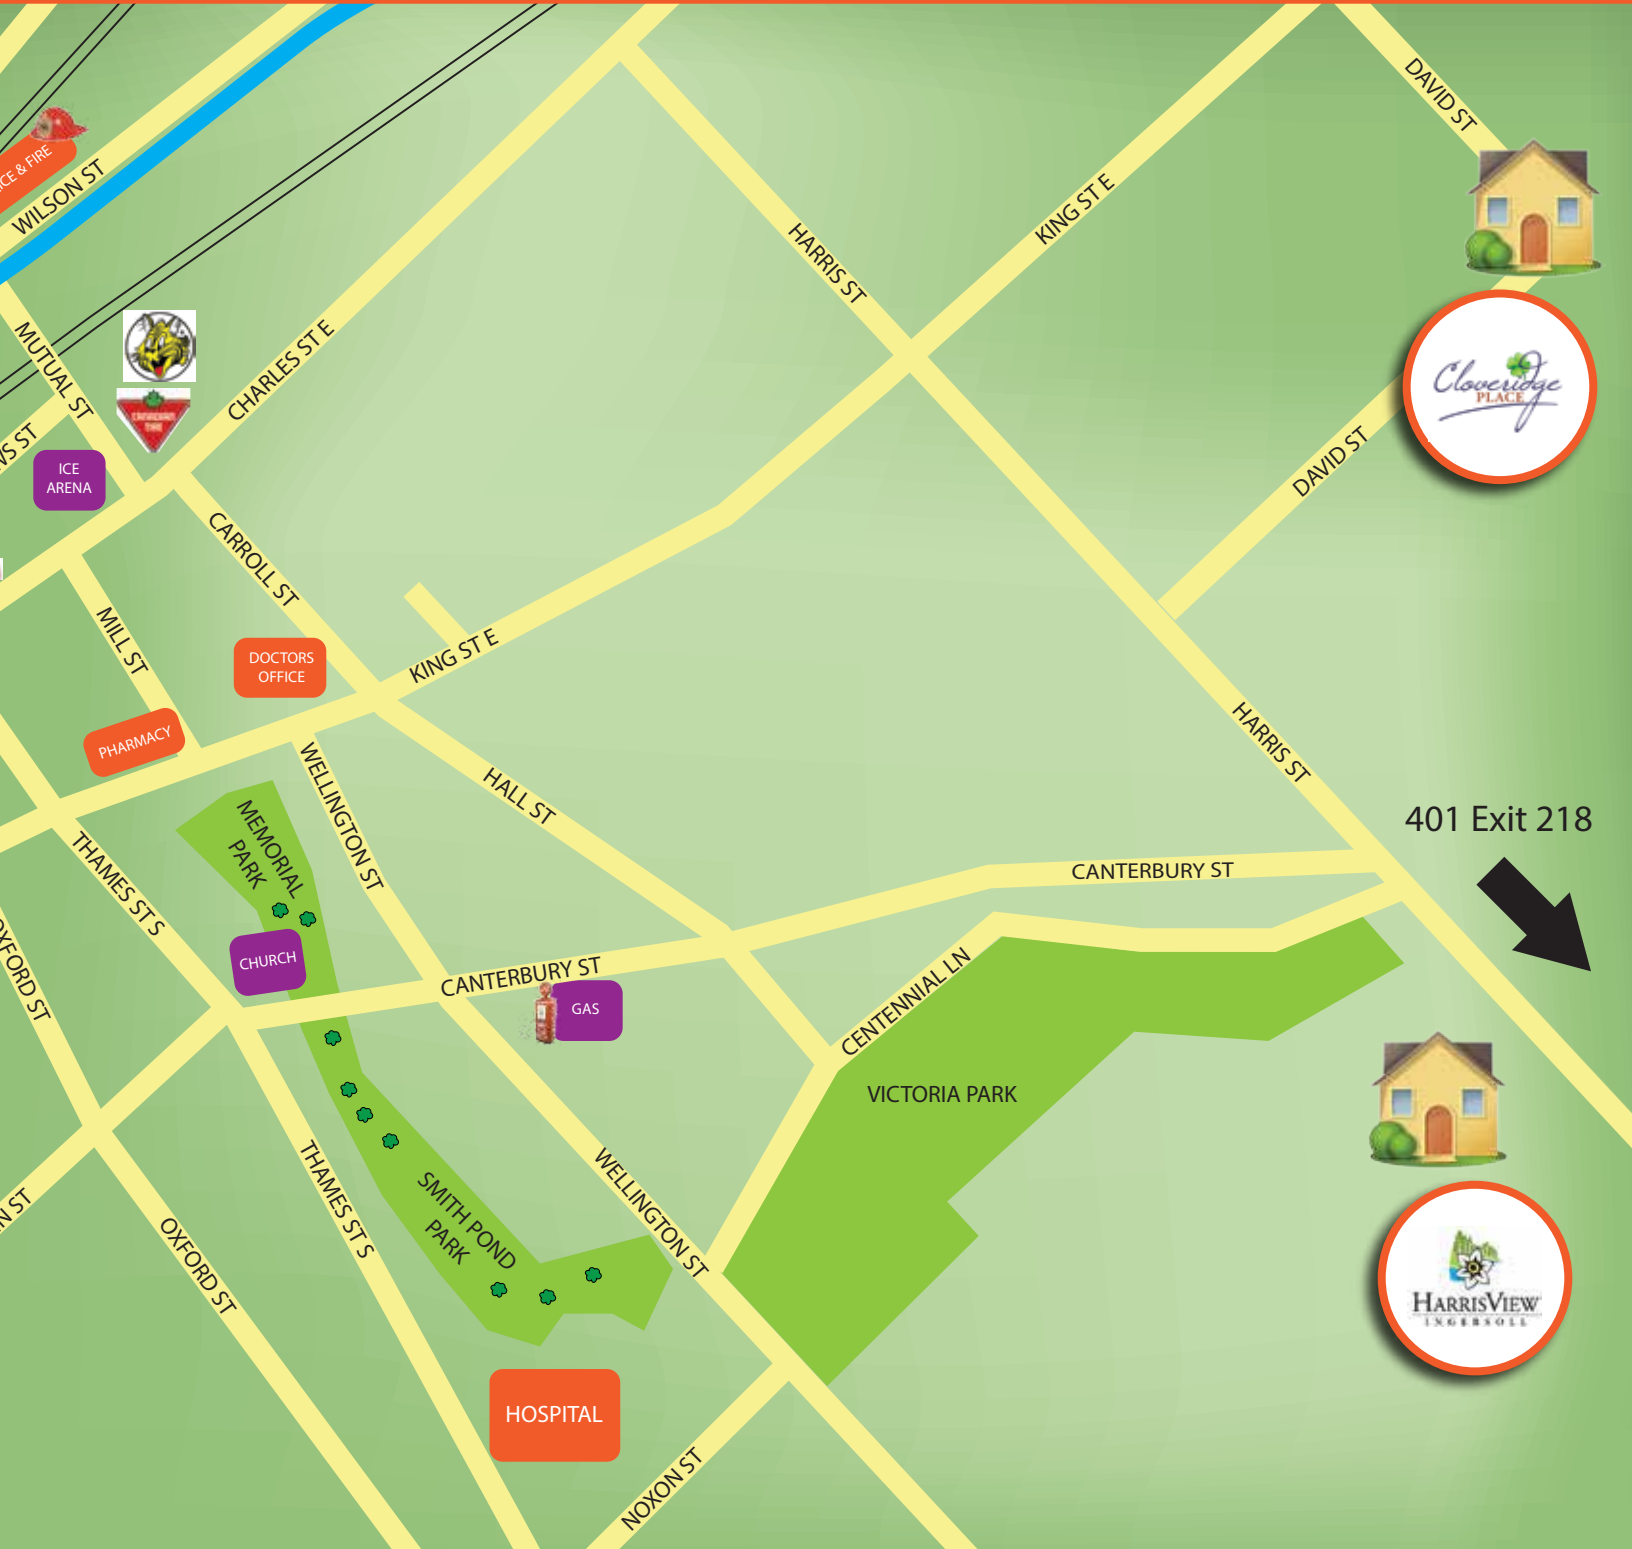 DAVID ST
ICE & FIRE
WILSON ST
HARRIS ST
KING ST E
MUTUAL ST
CHARLES ST E
CANADIAN
TIRE
Cloveridge
PLACE
WS ST
ICE
ARENA
DAVID ST
CARROLL ST
MILL ST
DOCTORS
OFFICE
KING ST E
PHARMACY
HARRIS ST
WELLINGTON ST
HALL ST
401 Exit 218
MEMORIAL
PARK
THAMES ST S
CANTERBURY ST
OXFORD ST
CHURCH
CANTERBURY ST
GAS
CENTENNIAL LN
VICTORIA PARK
THAMES ST S
SMITH POND
PARK
WELLINGTON ST
N ST
OXFORD ST
HARRISVIEW
INGERSOLL
HOSPITAL
NOXON ST